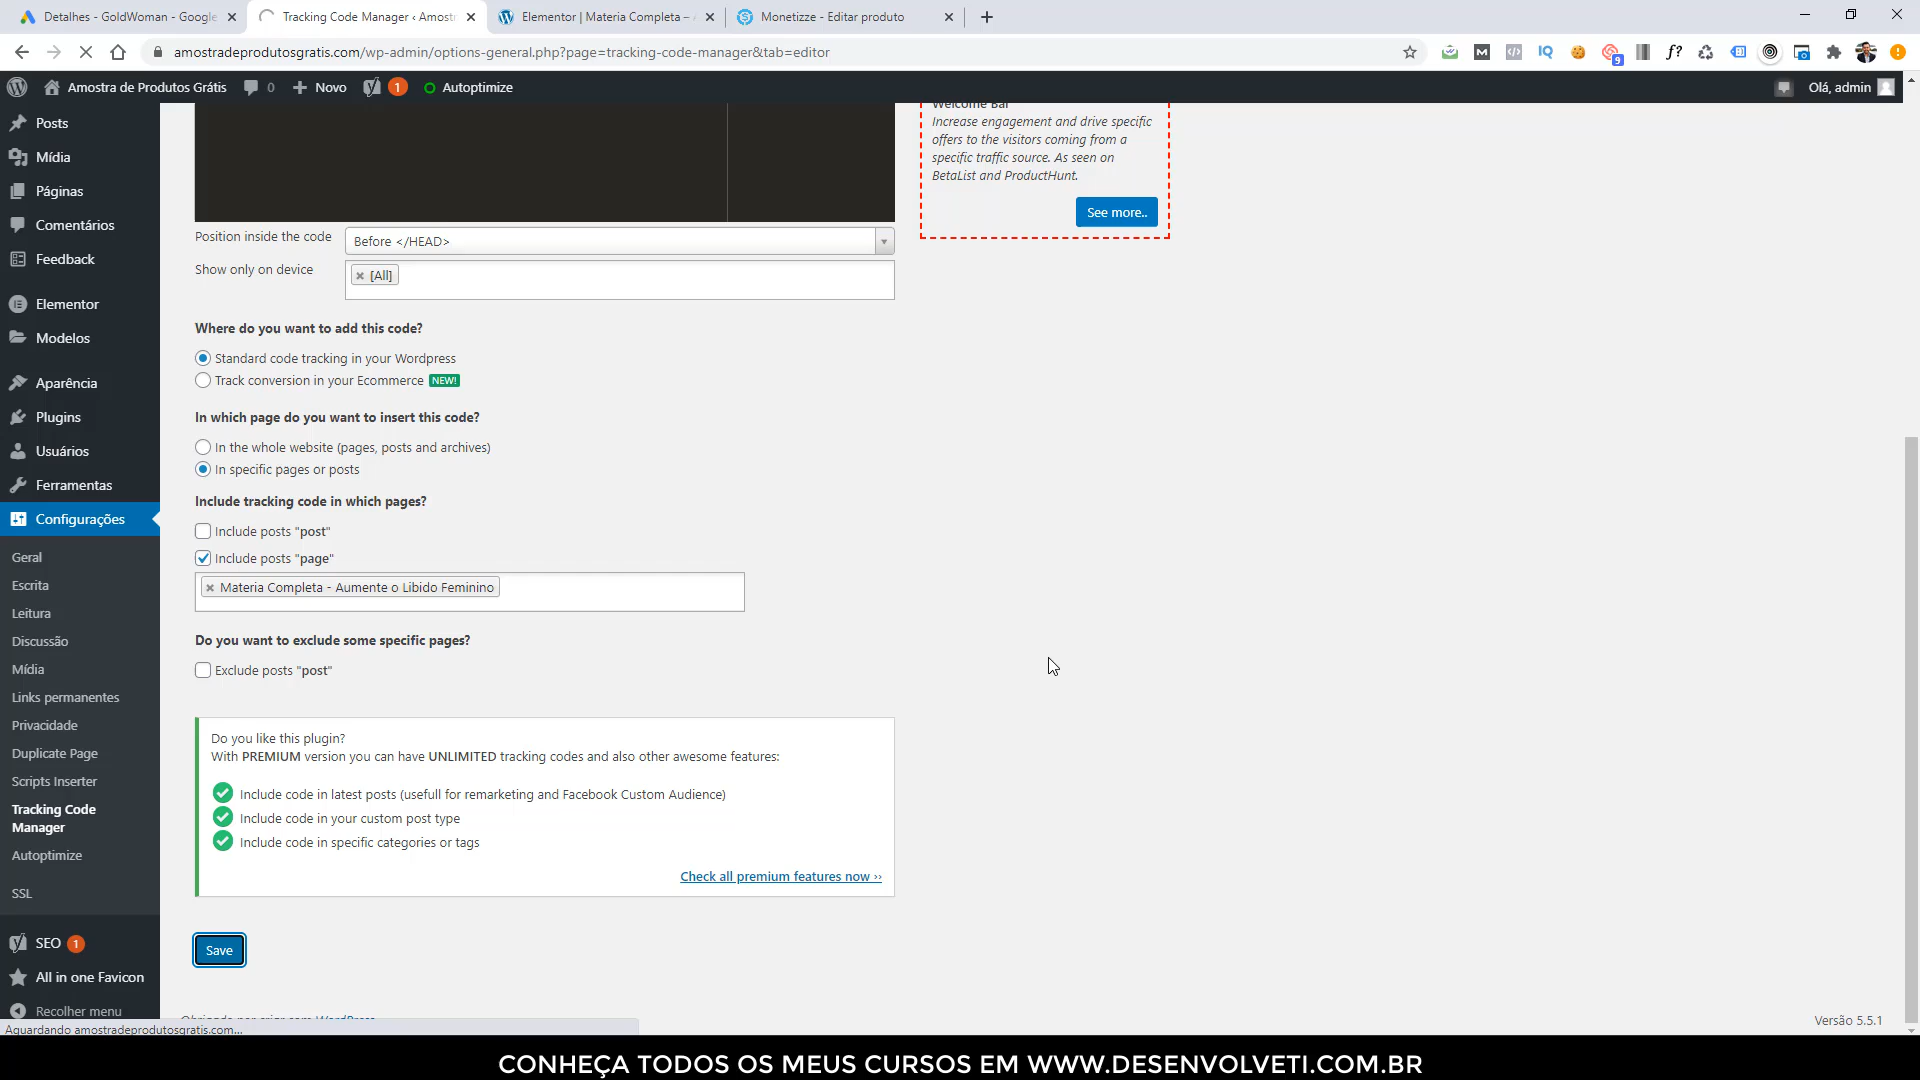 Detalhes - GoldWoman - Google
Tracking Code Manager ‹ Amostr
Elementor | Materia Completa –
Monetizze - Editar produto
amostradeprodutosgratis.com/wp-admin/options-general.php?page=tracking-code-manager&tab=editor
9
Amostra de Produtos Grátis
0
Novo
1
Autoptimize
Olá, admin
Posts
Mídia
Páginas
Comentários
Feedback
Elementor
Modelos
Aparência
Plugins
Usuários
Ferramentas
Configurações
Geral
Escrita
Leitura
Discussão
Mídia
Links permanentes
Privacidade
Duplicate Page
Scripts Inserter
Tracking Code
Manager
Autoptimize
SSL
SEO 1
All in one Favicon
Recolher menu
Welcome Bar
Increase engagement and drive specific
offers to the visitors coming from a
specific traffic source. As seen on
BetaList and ProductHunt.
See more..
Position inside the code
Before </HEAD>
Show only on device
× [All]
Where do you want to add this code?
Standard code tracking in your Wordpress
Track conversion in your Ecommerce NEW!
In which page do you want to insert this code?
In the whole website (pages, posts and archives)
In specific pages or posts
Include tracking code in which pages?
Include posts "post"
Include posts "page"
× Materia Completa - Aumente o Libido Feminino
Do you want to exclude some specific pages?
Exclude posts "post"
Do you like this plugin?
With PREMIUM version you can have UNLIMITED tracking codes and also other awesome features:
Include code in latest posts (usefull for remarketing and Facebook Custom Audience)
Include code in your custom post type
Include code in specific categories or tags
Check all premium features now ››
Save
Obrigado por criar com WordPress.
Versão 5.5.1
Aguardando amostradeprodutosgratis.com...
CONHEÇA TODOS OS MEUS CURSOS EM WWW.DESENVOLVETI.COM.BR